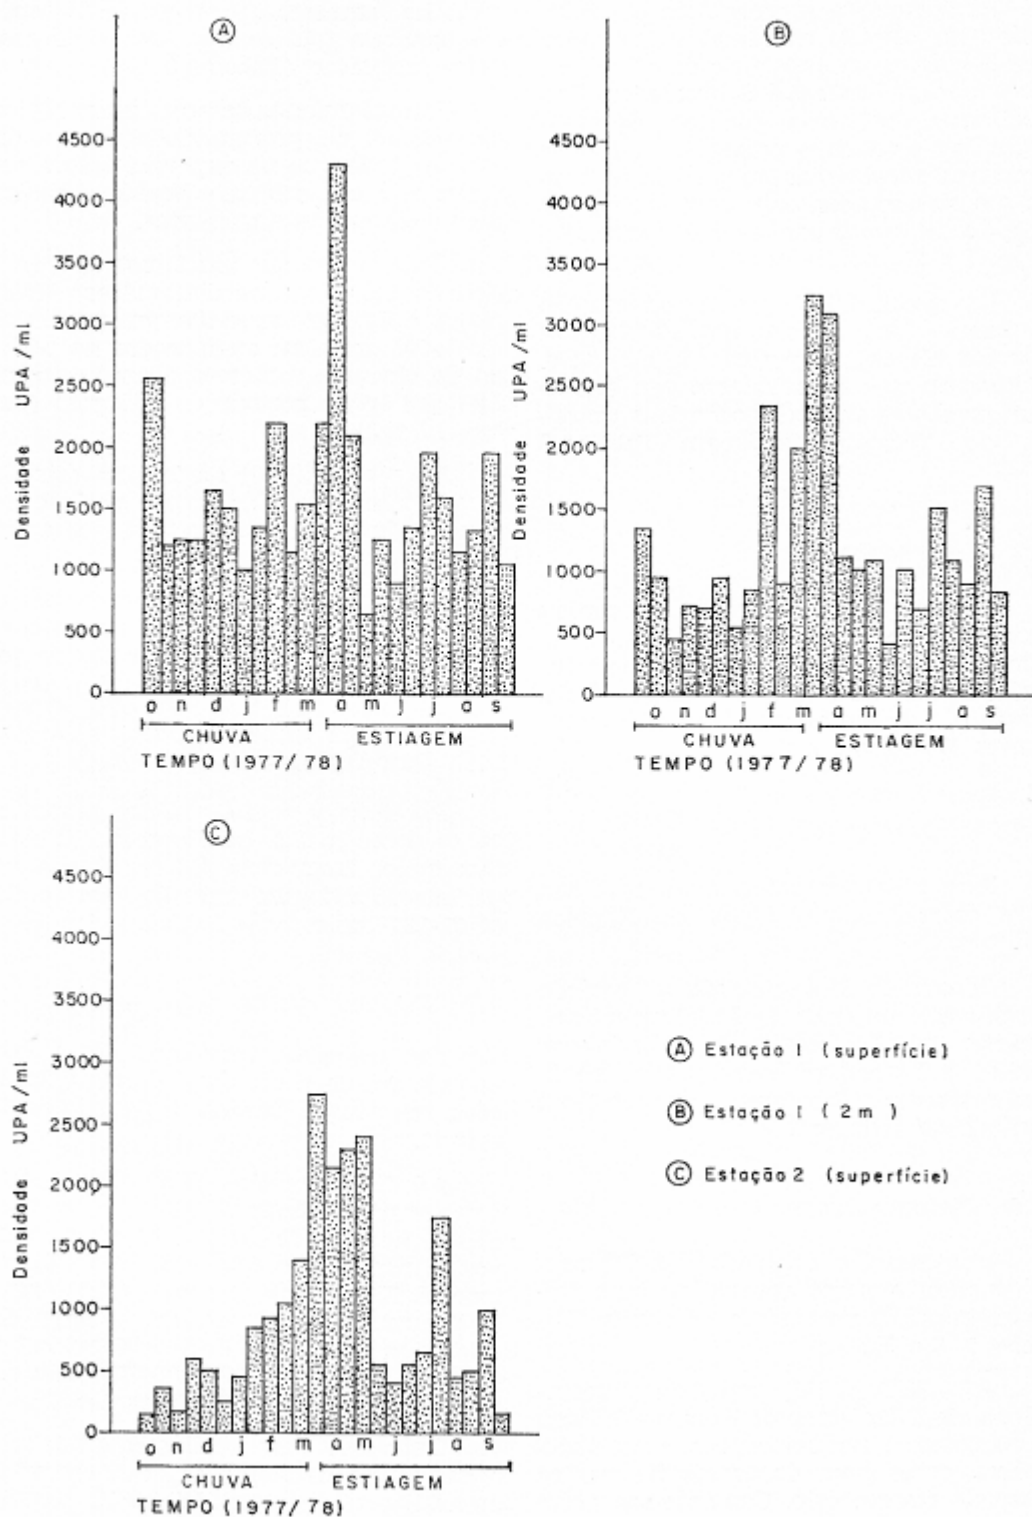 A
4500
4000
3500
3000
2500
2000
1500
1000
500
0
Densidade UPA/ml
o n d j f m a m j j a s
CHUVA ESTIAGEM
TEMPO (1977/78)
B
4500
4000
3500
3000
2500
2000
1500
1000
500
0
Densidade UPA/ml
o n d j f m a m j j a s
CHUVA ESTIAGEM
TEMPO (1977/78)
C
4500
4000
3500
3000
2500
2000
1500
1000
500
0
Densidade UPA/ml
o n d j f m a m j j a s
CHUVA ESTIAGEM
TEMPO (1977/78)
A Estação 1 (superfície)
B Estação 1 (2m)
C Estação 2 (superfície)